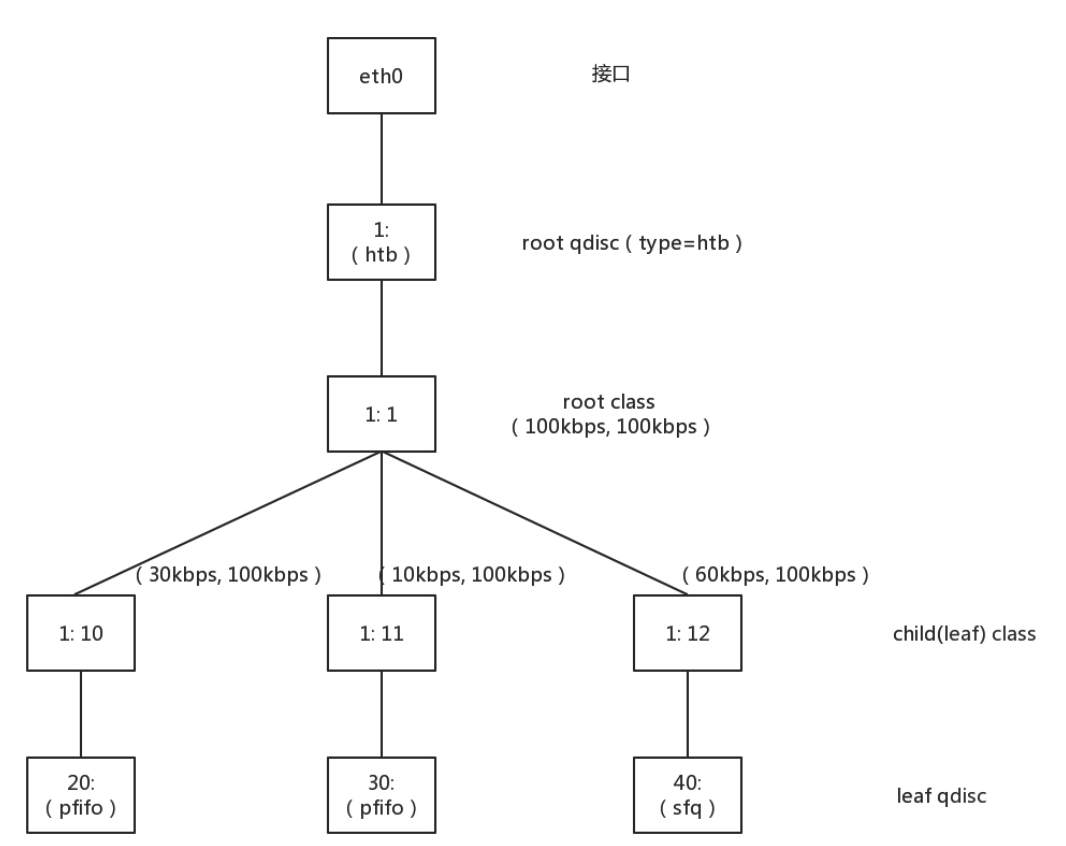 eth0
接口
1:
( htb )
root qdisc ( type=htb )
1: 1
root class
( 100kbps, 100kbps )
( 30kbps, 100kbps )
( 10kbps, 100kbps )
( 60kbps, 100kbps )
1: 10
1: 11
1: 12
child(leaf) class
20:
( pfifo )
30:
( pfifo )
40:
( sfq )
leaf qdisc